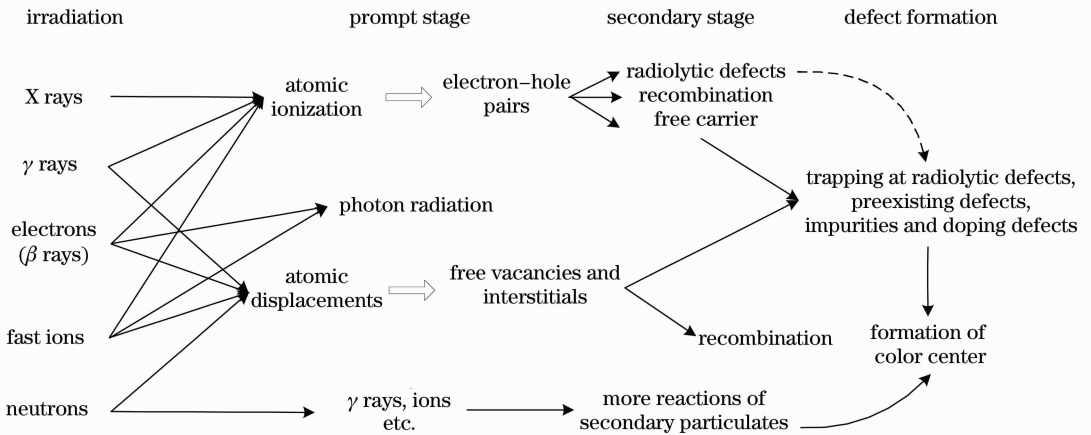 irradiation
prompt stage
secondary stage
defect formation
X rays
γ rays
electrons
(β rays)
fast ions
neutrons
atomic
ionization
electron−hole
pairs
radiolytic defects
recombination
free carrier
photon radiation
atomic
displacements
free vacancies and
interstitials
recombination
γ rays, ions
etc.
more reactions of
secondary particulates
trapping at radiolytic defects,
preexisting defects,
impurities and doping defects
formation of
color center